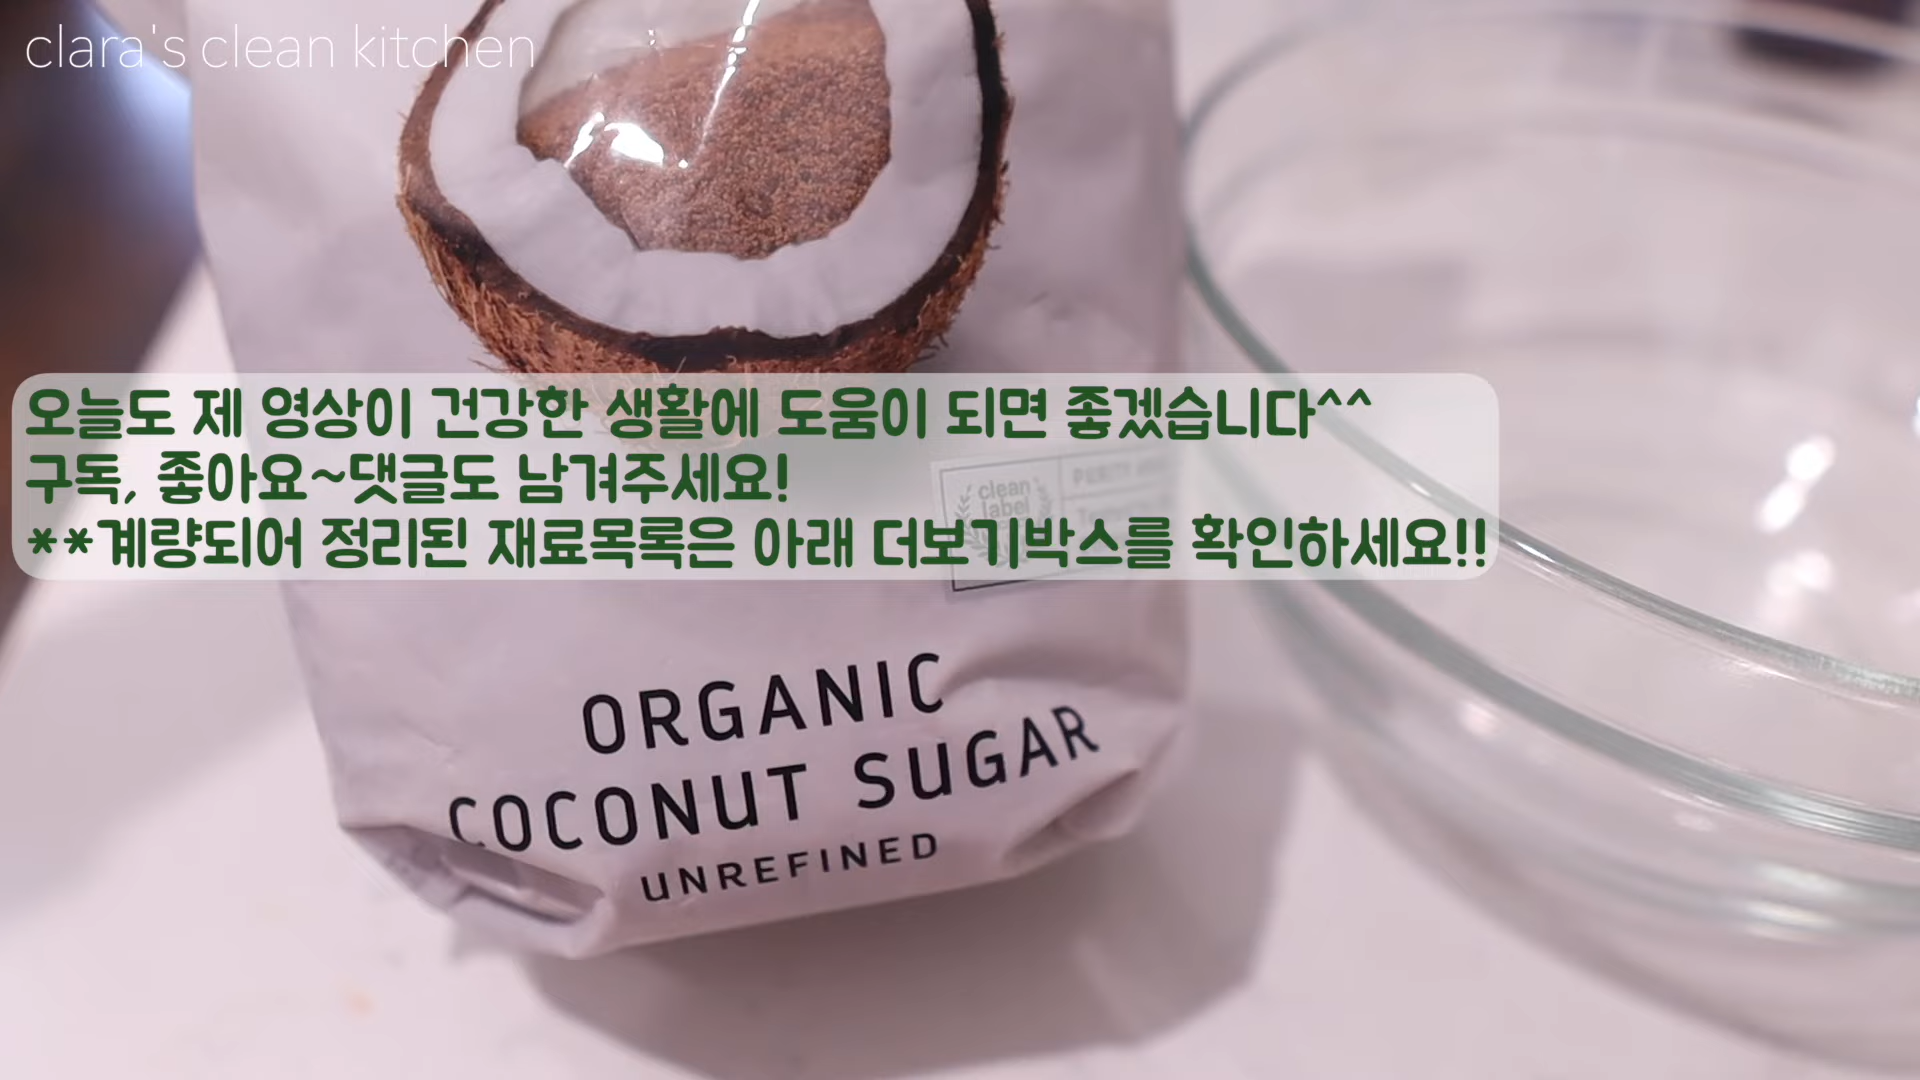 clara's clean kitchen
오늘도 제 영상이 건강한 생활에 도움이 되면 좋겠습니다^^
구독, 좋아요~댓글도 남겨주세요!
**계량되어 정리된 재료목록은 아래 더보기박스를 확인하세요!!
clean
label
ORGANIC
COCONUT SUGAR
UNREFINED